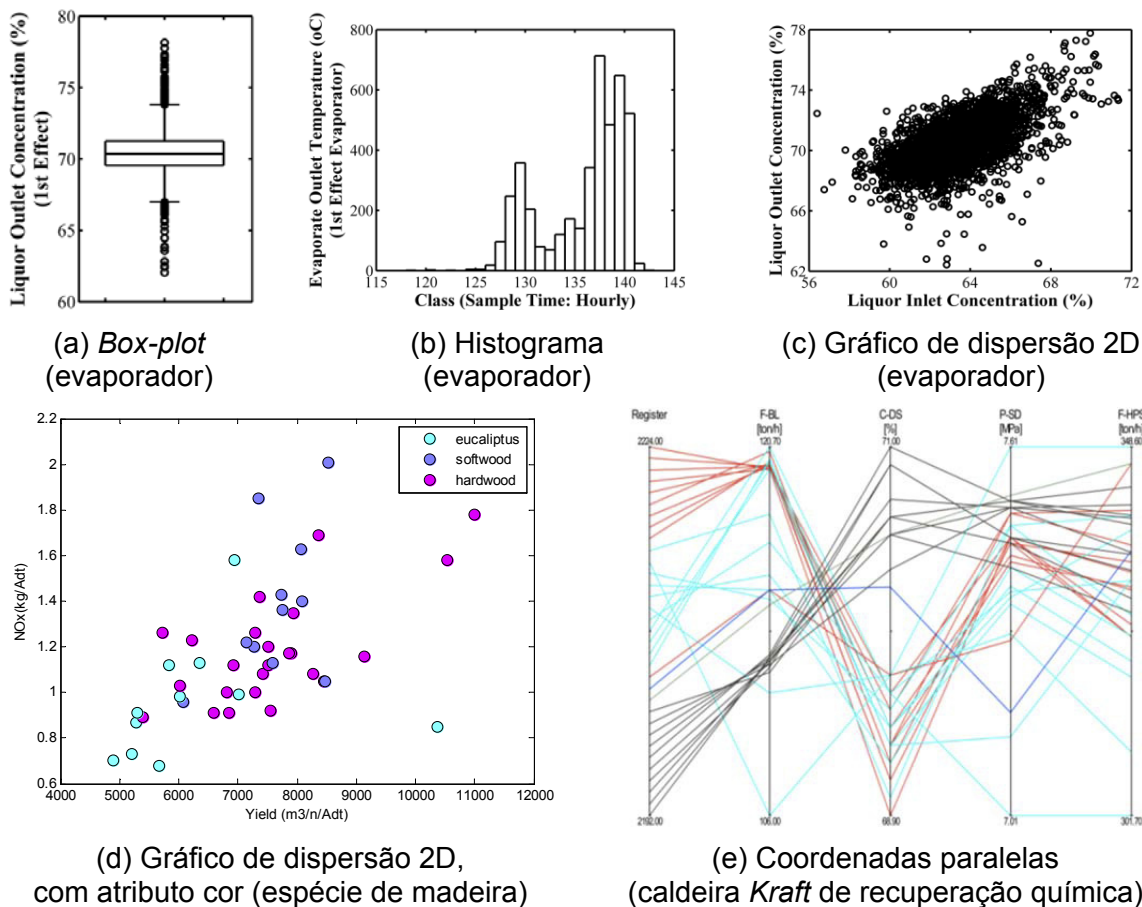 Liquor Outlet Concentration (%)
(1st Effect)
80
75
70
65
60
Evaporate Outlet Temperature (oC)
(1st Effect Evaporator)
800
600
400
200
0
115 120 125 130 135 140 145
Class (Sample Time: Hourly)
Liquor Outlet Concentration (%)
78
74
70
66
62
56 60 64 68 72
Liquor Inlet Concentration (%)
(a) Box-plot
(evaporador)
(b) Histograma
(evaporador)
(c) Gráfico de dispersão 2D
(evaporador)
NOx(kg/Adt)
2.2
2
1.8
1.6
1.4
1.2
1
0.8
0.6
eucaliptus
softwood
hardwood
4000 5000 6000 7000 8000 9000 10000 11000 12000
Yield (m3/n/Adt)
Register F-BL C-DS P-SD F-HPS
[ton/h] [%] [MPa] [ton/h]
2224.00 120.70 71.00 7.61 348.60
2192.00 106.00 68.90 7.01 301.70
(d) Gráfico de dispersão 2D,
com atributo cor (espécie de madeira)
(e) Coordenadas paralelas
(caldeira Kraft de recuperação química)